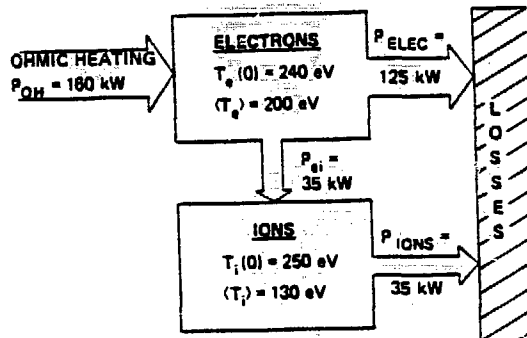 ELECTRONS
OHMIC HEATING
P_OH = 160 kW
T_e(0) = 240 eV
⟨T_e⟩ = 200 eV
P_ELEC =
125 kW
P_ei =
35 kW
LOSSES
IONS
T_i(0) = 250 eV
⟨T_i⟩ = 130 eV
P_IONS =
35 kW